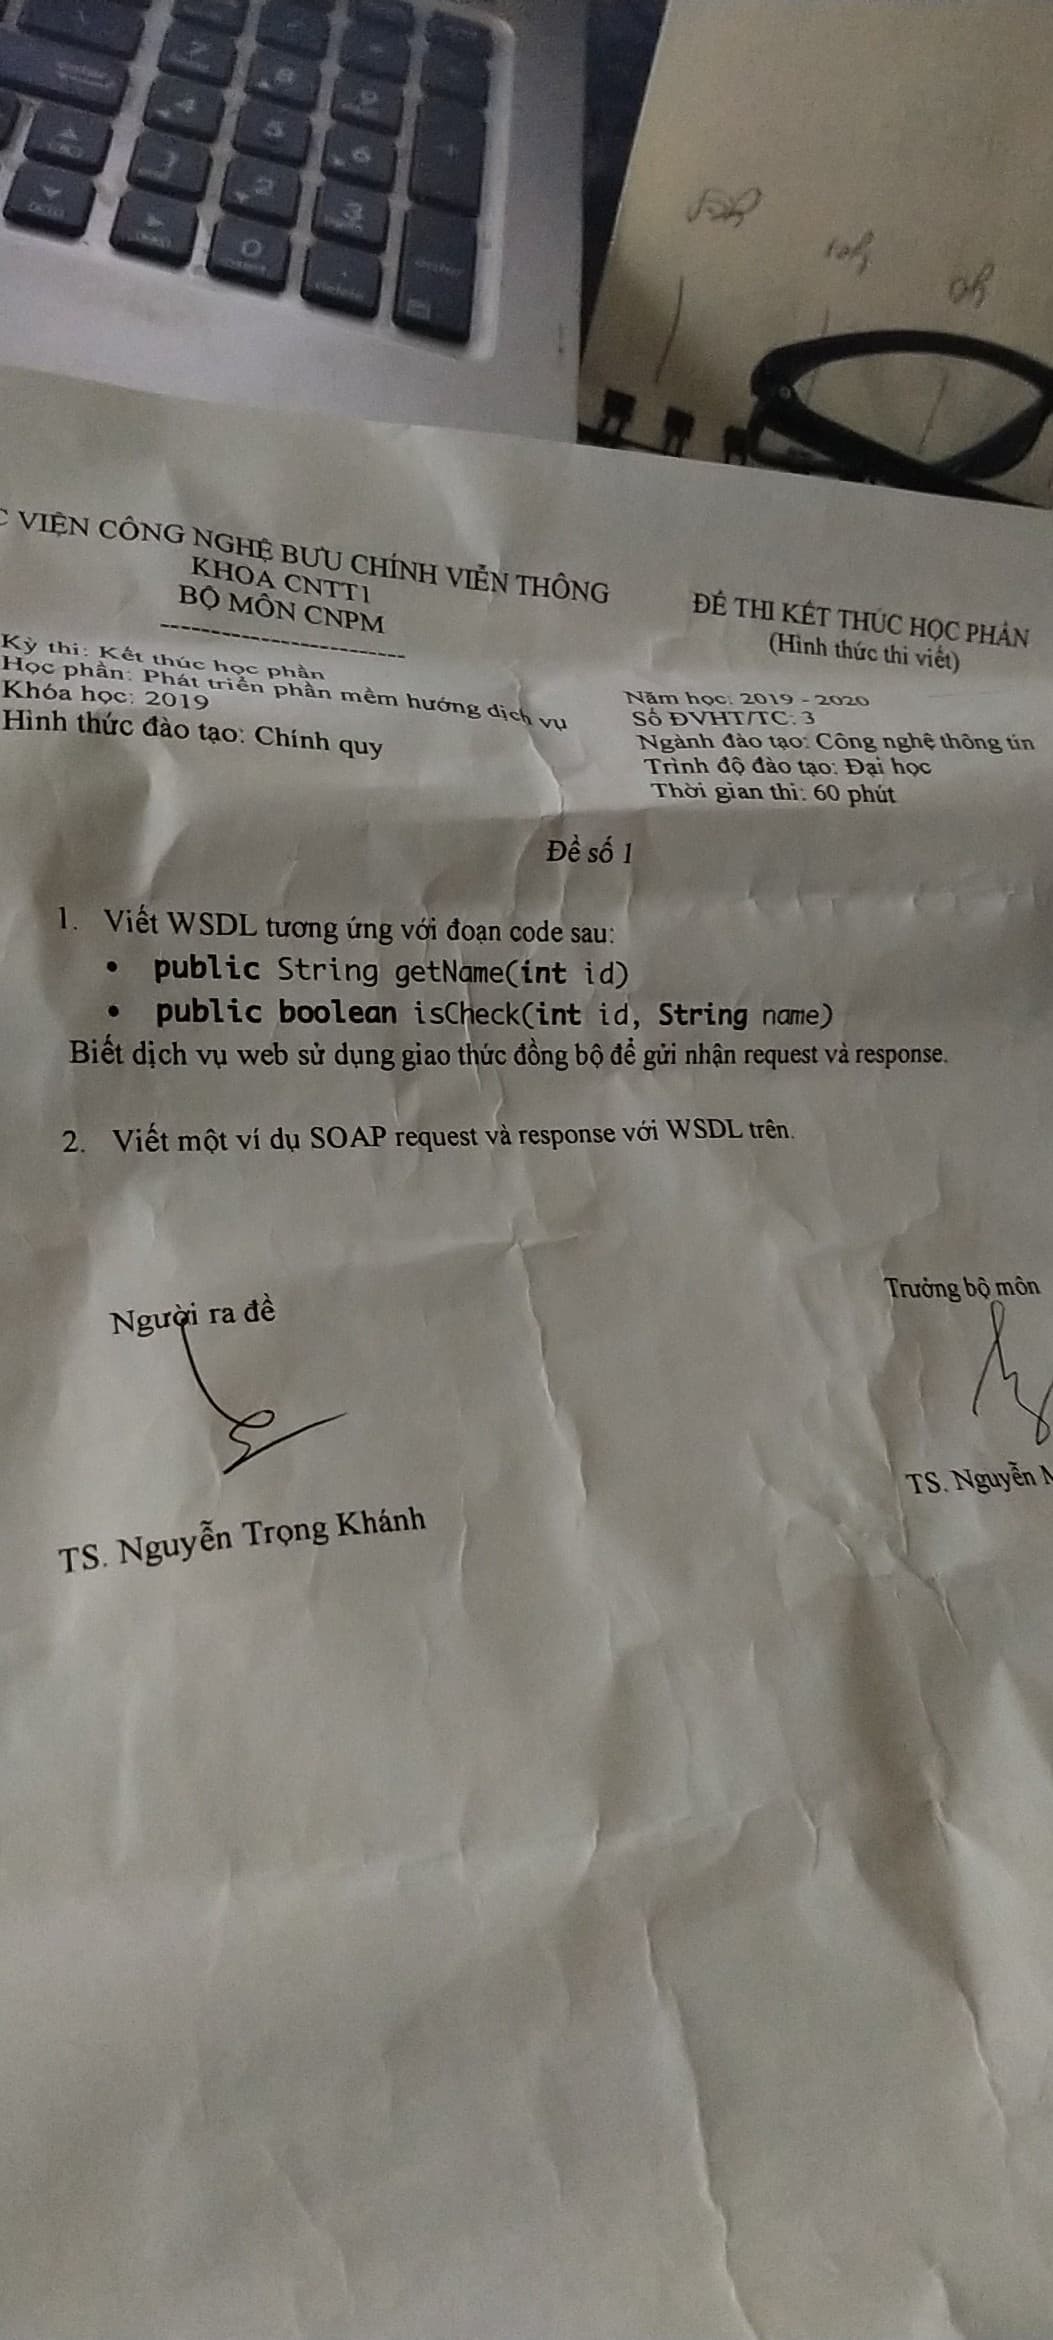 VIỆN CÔNG NGHỆ BƯU CHÍNH VIỄN THÔNG
KHOA CNTT1
BỘ MÔN CNPM
ĐỀ THI KẾT THÚC HỌC PHẦN
(Hình thức thi viết)
Kỳ thi: Kết thúc học phần
Học phần: Phát triển phần mềm hướng dịch vụ
Khóa học: 2019
Hình thức đào tạo: Chính quy
Năm học: 2019 - 2020
Số ĐVHT/TC: 3
Ngành đào tạo: Công nghệ thông tin
Trình độ đào tạo: Đại học
Thời gian thi: 60 phút
Đề số 1
1. Viết WSDL tương ứng với đoạn code sau:
• public String getName(int id)
• public boolean isCheck(int id, String name)
Biết dịch vụ web sử dụng giao thức đồng bộ để gửi nhận request và response.
2. Viết một ví dụ SOAP request và response với WSDL trên.
Người ra đề
Trưởng bộ môn
TS. Nguyễn Trọng Khánh
TS. Nguyễn